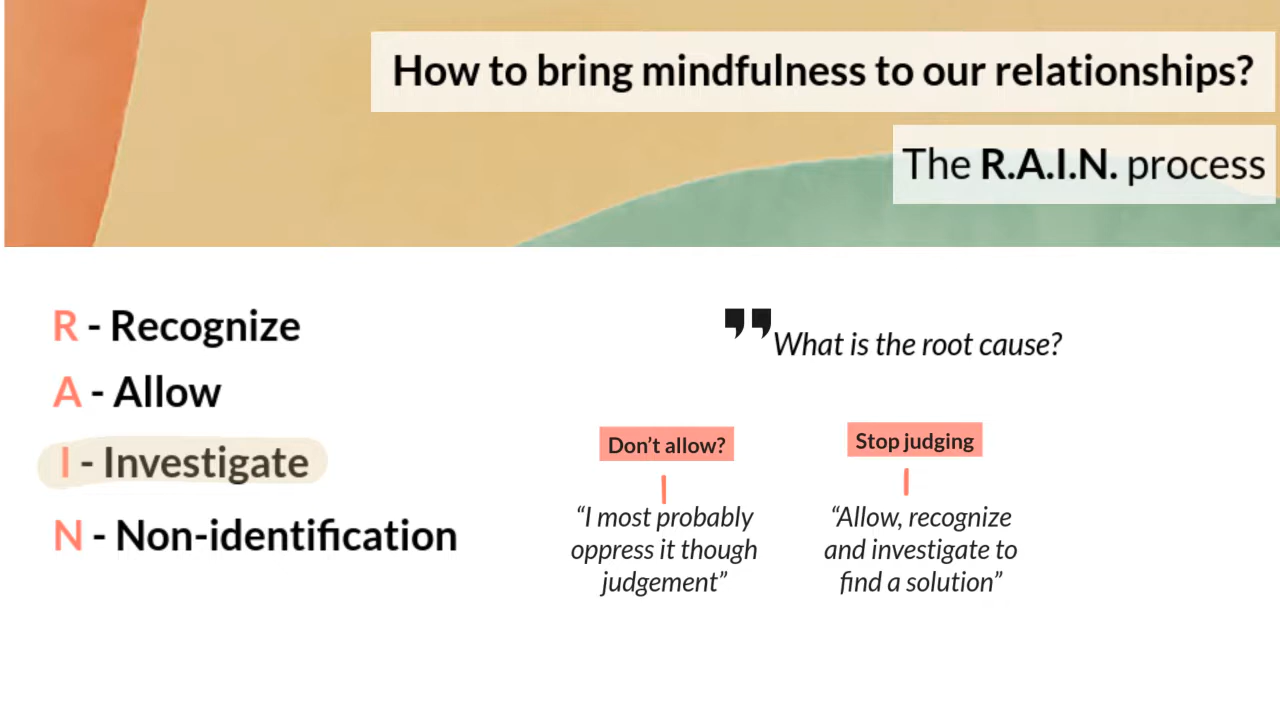 How to bring mindfulness to our relationships?
The R.A.I.N. process
R - Recognize
A - Allow
I - Investigate
N - Non-identification
❞What is the root cause?
Don’t allow?
“I most probably
oppress it though
judgement”
Stop judging
“Allow, recognize
and investigate to
find a solution”